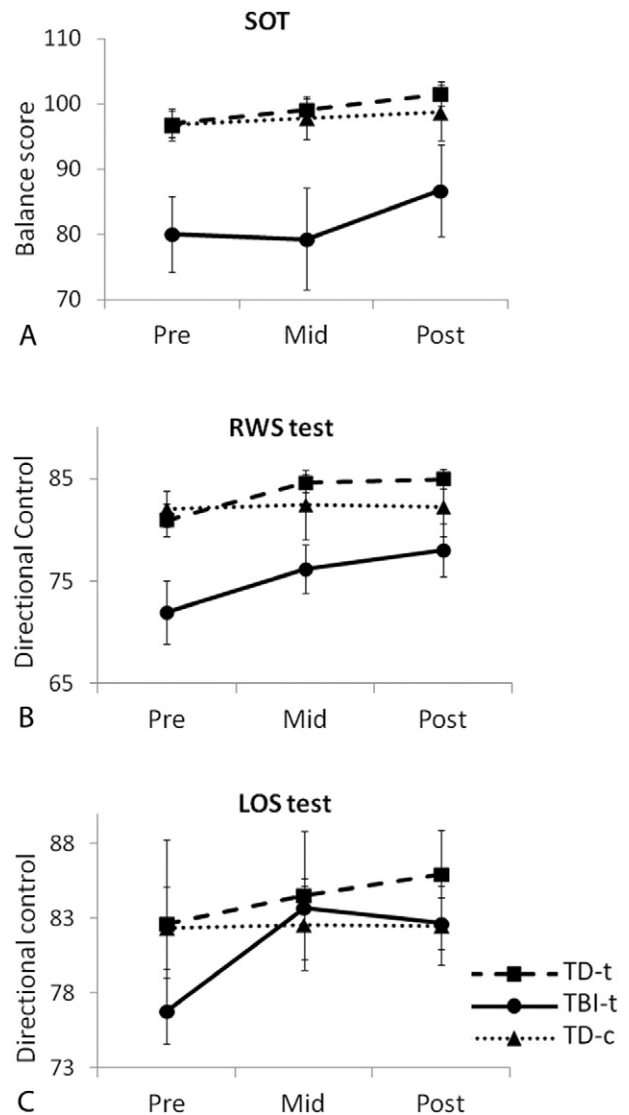 SOT
110
100
90
80
70
Balance score
Pre Mid Post
A
RWS test
85
75
65
Directional Control
Pre Mid Post
B
LOS test
88
83
78
73
Directional control
Pre Mid Post
C
TD-t
TBI-t
TD-c